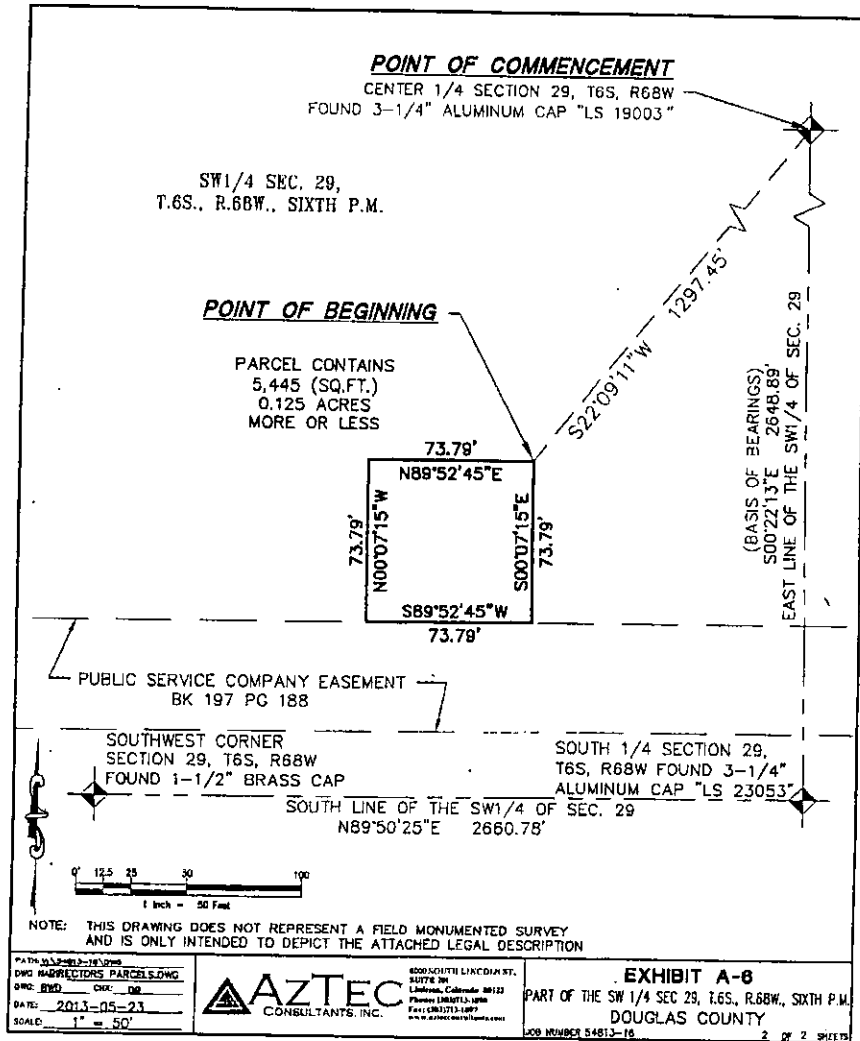 POINT OF COMMENCEMENT
CENTER 1/4 SECTION 29, T6S, R68W
FOUND 3-1/4" ALUMINUM CAP "LS 19003"
SW1/4 SEC. 29,
T.6S., R.68W., SIXTH P.M.
POINT OF BEGINNING
PARCEL CONTAINS
5,445 (SQ.FT.)
0.125 ACRES
MORE OR LESS
S22°09'11"W 1297.45'
(BASIS OF BEARINGS)
S00°22'13"E 2648.89'
EAST LINE OF THE SW1/4 OF SEC. 29
73.79'
N89°52'45"E
73.79'
N00°07'15"W
S00°07'15"E
73.79'
S89°52'45"W
73.79'
PUBLIC SERVICE COMPANY EASEMENT
BK 197 PG 188
SOUTHWEST CORNER
SECTION 29, T6S, R68W
FOUND 1-1/2" BRASS CAP
SOUTH 1/4 SECTION 29,
T6S, R68W FOUND 3-1/4"
ALUMINUM CAP "LS 23053"
SOUTH LINE OF THE SW1/4 OF SEC. 29
N89°50'25"E 2660.78'
0' 12.5 25 50 100
1 inch = 50 Feet
NOTE: THIS DRAWING DOES NOT REPRESENT A FIELD MONUMENTED SURVEY
AND IS ONLY INTENDED TO DEPICT THE ATTACHED LEGAL DESCRIPTION
PATH:
DWG DIRECTORS PARCELS.DWG
DWG: BWD CHK:
DATE: 2013-05-23
SCALE: 1" = 50'
AZTEC
CONSULTANTS, INC.
SUITE 201
Littleton, Colorado 80122
EXHIBIT A-6
PART OF THE SW 1/4 SEC 29, T.6S., R.68W., SIXTH P.M.
DOUGLAS COUNTY
JOB NUMBER 54813-16
2 OF 2 SHEETS